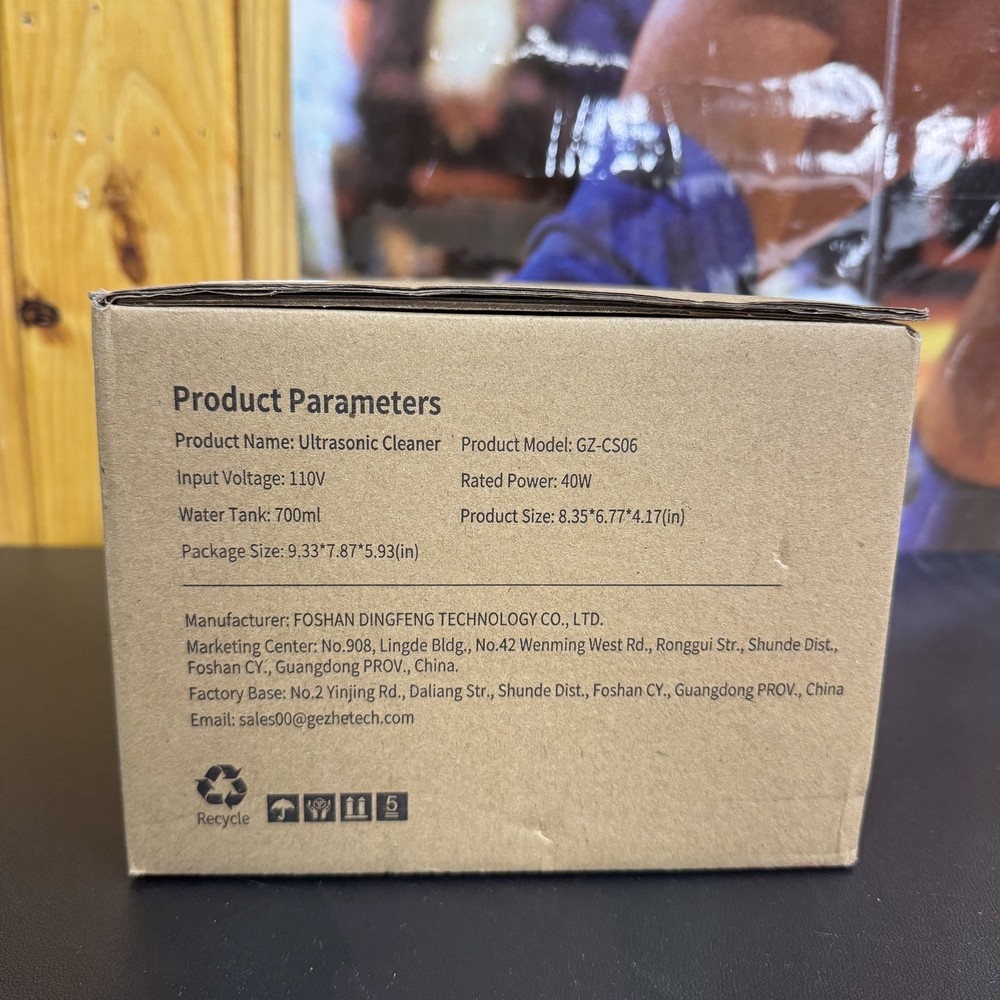 Product Parameters
Product Name: Ultrasonic Cleaner Product Model: GZ-CS06
Input Voltage: 110V Rated Power: 40W
Water Tank: 700ml Product Size: 8.35*6.77*4.17(in)
Package Size: 9.33*7.87*5.93(in)
Manufacturer: FOSHAN DINGFENG TECHNOLOGY CO., LTD.
Marketing Center: No.908, Lingde Bldg., No.42 Wenming West Rd., Ronggui Str., Shunde Dist.,
Foshan CY., Guangdong PROV., China.
Factory Base: No.2 Yinjing Rd., Daliang Str., Shunde Dist., Foshan CY., Guangdong PROV., China
Email: sales00@gezhetech.com
5
Recycle